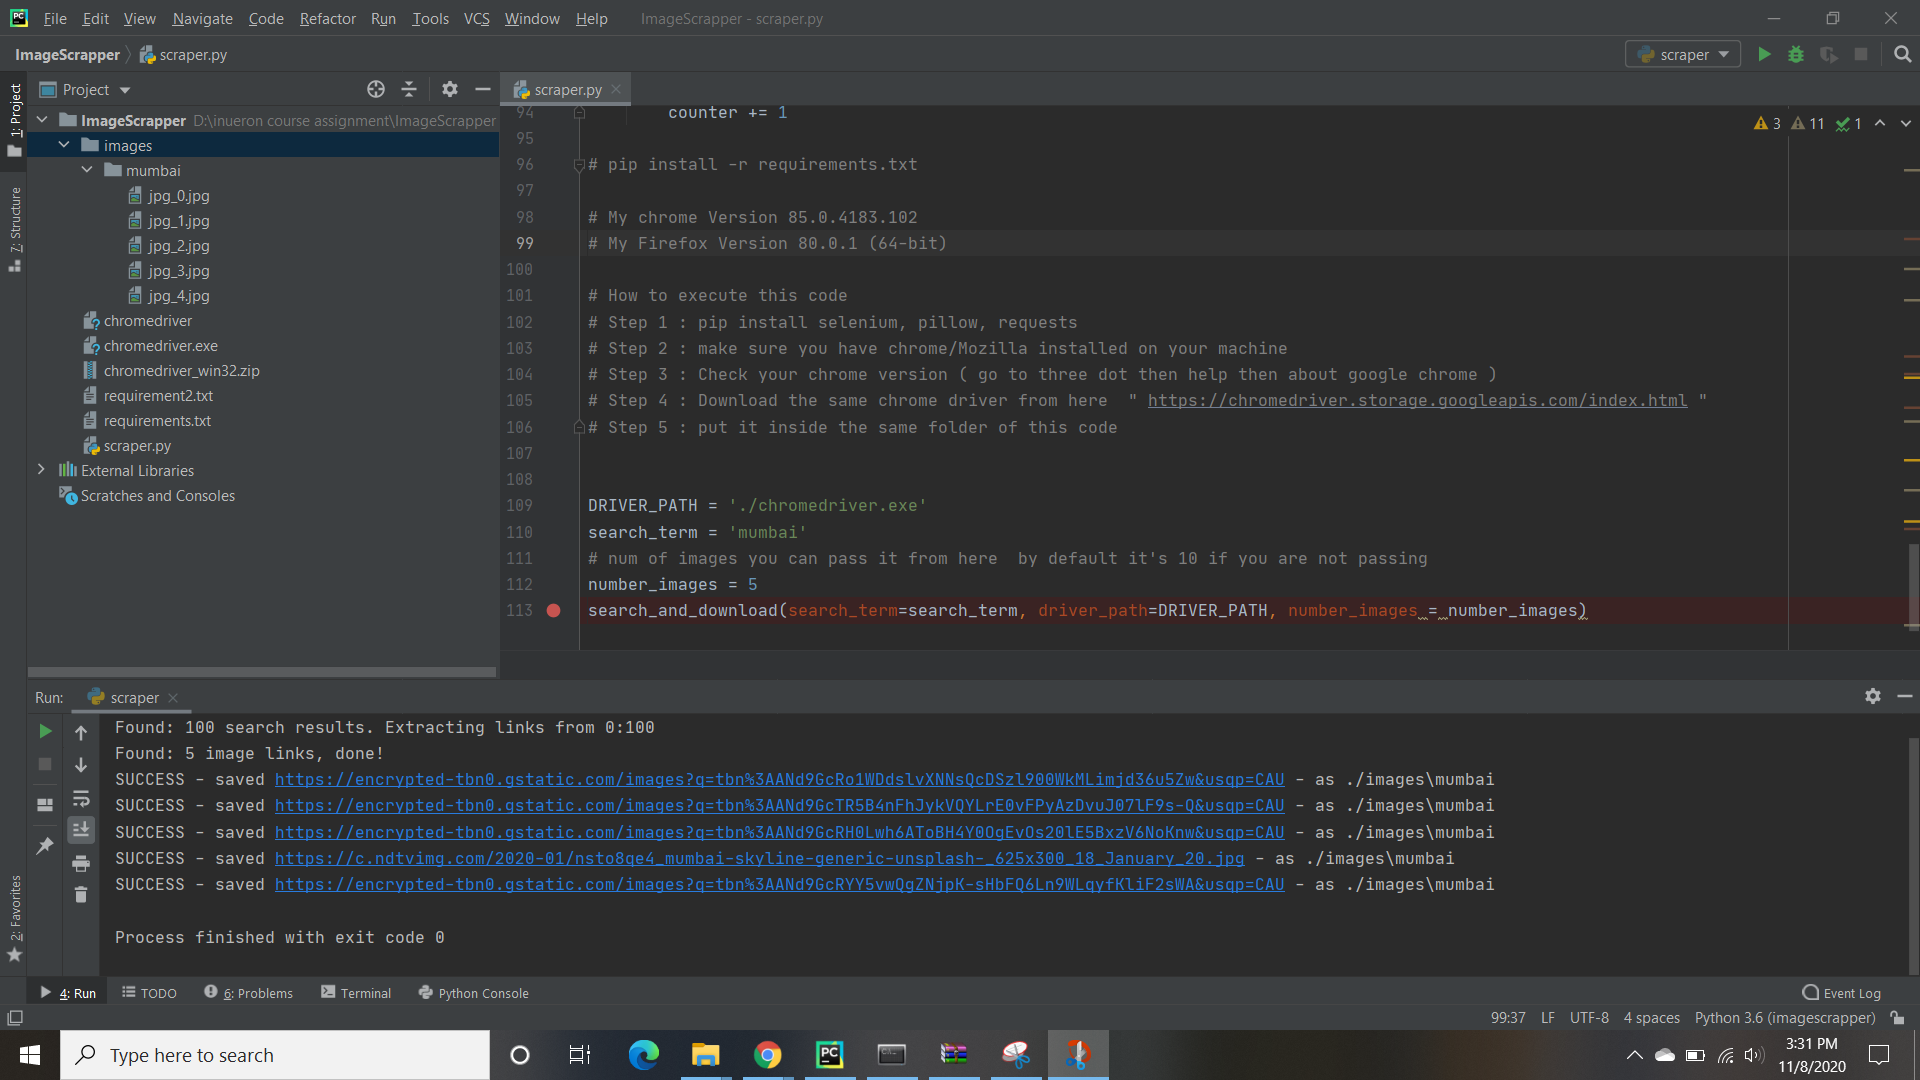 File Edit View Navigate Code Refactor Run Tools VCS Window Help ImageScrapper - scraper.py
ImageScrapper scraper.py
scraper
Project
scraper.py
1: Project
7: Structure
2: Favorites
ImageScrapper D:\inueron course assignment\ImageScrapper
images
mumbai
jpg_0.jpg
jpg_1.jpg
jpg_2.jpg
jpg_3.jpg
jpg_4.jpg
chromedriver
chromedriver.exe
chromedriver_win32.zip
requirement2.txt
requirements.txt
scraper.py
External Libraries
Scratches and Consoles
3 11 1
94 counter += 1
95
96 # pip install -r requirements.txt
97
98 # My chrome Version 85.0.4183.102
99 # My Firefox Version 80.0.1 (64-bit)
100
101 # How to execute this code
102 # Step 1 : pip install selenium, pillow, requests
103 # Step 2 : make sure you have chrome/Mozilla installed on your machine
104 # Step 3 : Check your chrome version ( go to three dot then help then about google chrome )
105 # Step 4 : Download the same chrome driver from here " https://chromedriver.storage.googleapis.com/index.html "
106 # Step 5 : put it inside the same folder of this code
107
108
109 DRIVER_PATH = './chromedriver.exe'
110 search_term = 'mumbai'
111 # num of images you can pass it from here by default it's 10 if you are not passing
112 number_images = 5
113 search_and_download(search_term=search_term, driver_path=DRIVER_PATH, number_images = number_images)
Run: scraper
Found: 100 search results. Extracting links from 0:100
Found: 5 image links, done!
SUCCESS - saved https://encrypted-tbn0.gstatic.com/images?q=tbn%3AANd9GcRo1WDdslvXNNsQcDSzl900WkMLimjd36u5Zw&usqp=CAU - as ./images\mumbai
SUCCESS - saved https://encrypted-tbn0.gstatic.com/images?q=tbn%3AANd9GcTR5B4nFhJykVQYLrE0vFPyAzDvuJ07lF9s-Q&usqp=CAU - as ./images\mumbai
SUCCESS - saved https://encrypted-tbn0.gstatic.com/images?q=tbn%3AANd9GcRH0Lwh6AToBH4Y0OgEvOs20lE5BxzV6NoKnw&usqp=CAU - as ./images\mumbai
SUCCESS - saved https://c.ndtvimg.com/2020-01/nsto8qe4_mumbai-skyline-generic-unsplash-_625x300_18_January_20.jpg - as ./images\mumbai
SUCCESS - saved https://encrypted-tbn0.gstatic.com/images?q=tbn%3AANd9GcRYY5vwQgZNjpK-sHbFQ6Ln9WLqyfKliF2sWA&usqp=CAU - as ./images\mumbai
Process finished with exit code 0
4: Run TODO 6: Problems Terminal Python Console Event Log
99:37 LF UTF-8 4 spaces Python 3.6 (imagescrapper)
Type here to search
3:31 PM
11/8/2020